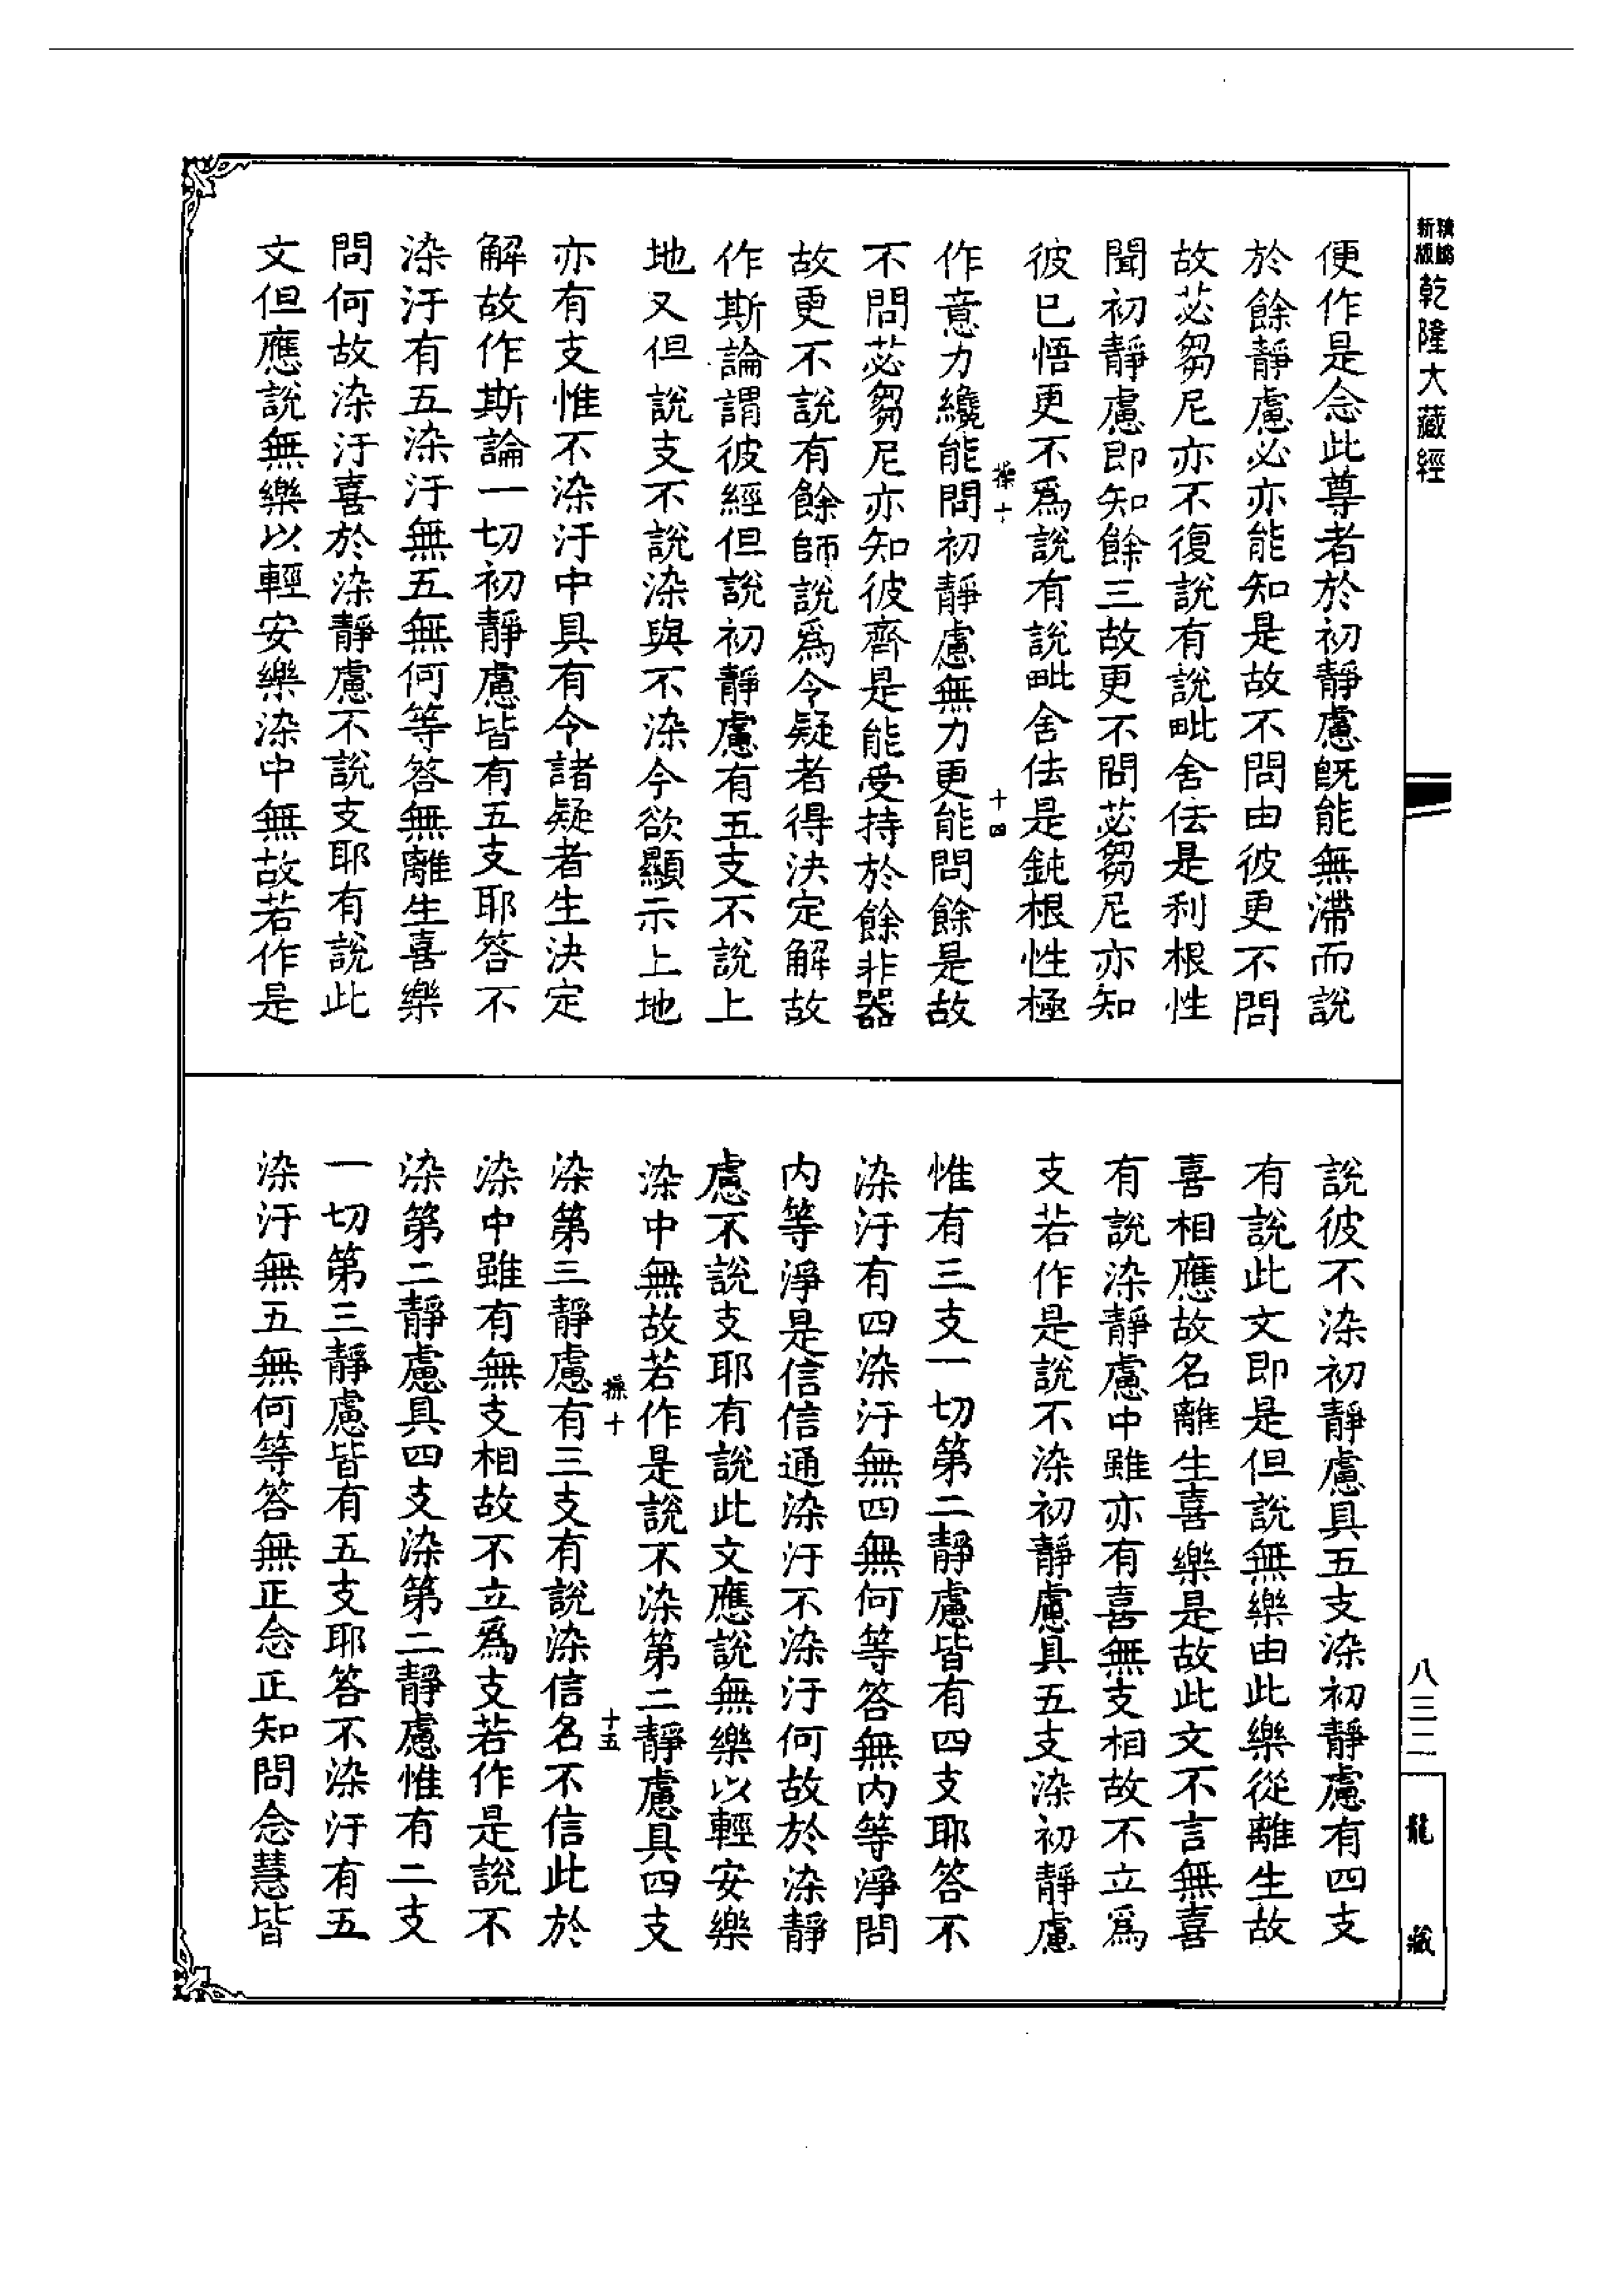 新版
乾隆大藏經
便作是念此尊者於初靜慮既能無滯而說
於餘靜慮必亦能知是故不問由彼更不問
故苾芻尼亦不復說有說毗舍佉是利根性
聞初靜慮即知餘三故更不問苾芻尼亦知
彼已悟更不爲說有說毗舍佉是鈍根性極
操十
十四
作意力纔能問初靜慮無力更能問餘是故
不問苾芻尼亦知彼齊是能受持於餘非器
故更不說有餘師說爲令疑者得決定解故
作斯論謂彼經但說初靜慮有五支不說上
地又但說支不說染與不染今欲顯示上地
亦有支惟不染汙中具有令諸疑者生決定
解故作斯論一切初靜慮皆有五支耶答不
染汙有五染汙無五無何等答無離生喜樂
問何故染汙喜於染靜慮不說支耶有說此
文但應說無樂以輕安樂染中無故若作是
說彼不染初靜慮具五支染初靜慮有四支
有說此文即是但說無樂由此樂從離生故
喜相應故名離生喜樂是故此文不言無喜
有說染靜慮中雖亦有喜無支相故不立爲
支若作是說不染初靜慮具五支染初靜慮
惟有三支一切第二靜慮皆有四支耶答不
染汙有四染汙無四無何等答無內等淨問
內等淨是信信通染汙不染汙何故於染靜
慮不說支耶有說此文應說無樂以輕安樂
染中無故若作是說不染第二靜慮具四支
操十
十五
染第三靜慮有三支有說染信名不信此於
染中雖有無支相故不立爲支若作是說不
染第二靜慮具四支染第二靜慮惟有二支
一切第三靜慮皆有五支耶答不染汙有五
染汙無五無何等答無正念正知問念慧皆
八三二
龍藏